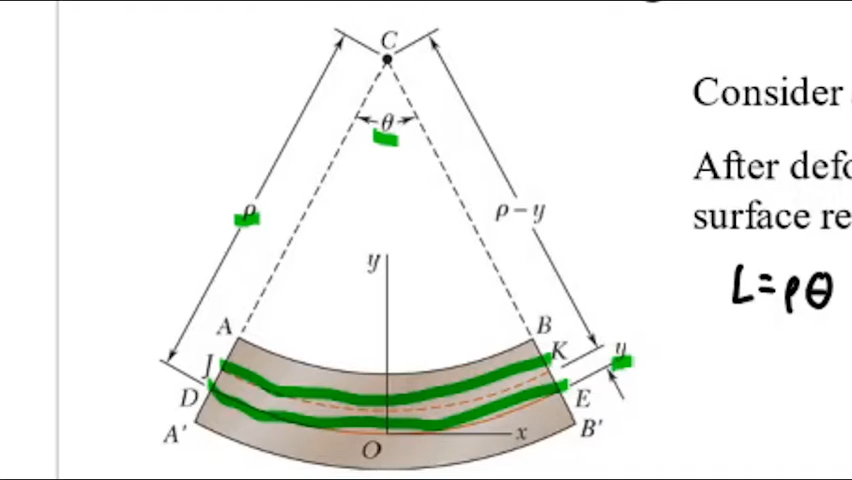 C
θ
Consider
After defo
ρ
ρ – y
surface re
y
L=ρθ
A
B
J
K
y
D
E
A'
O
x
B'